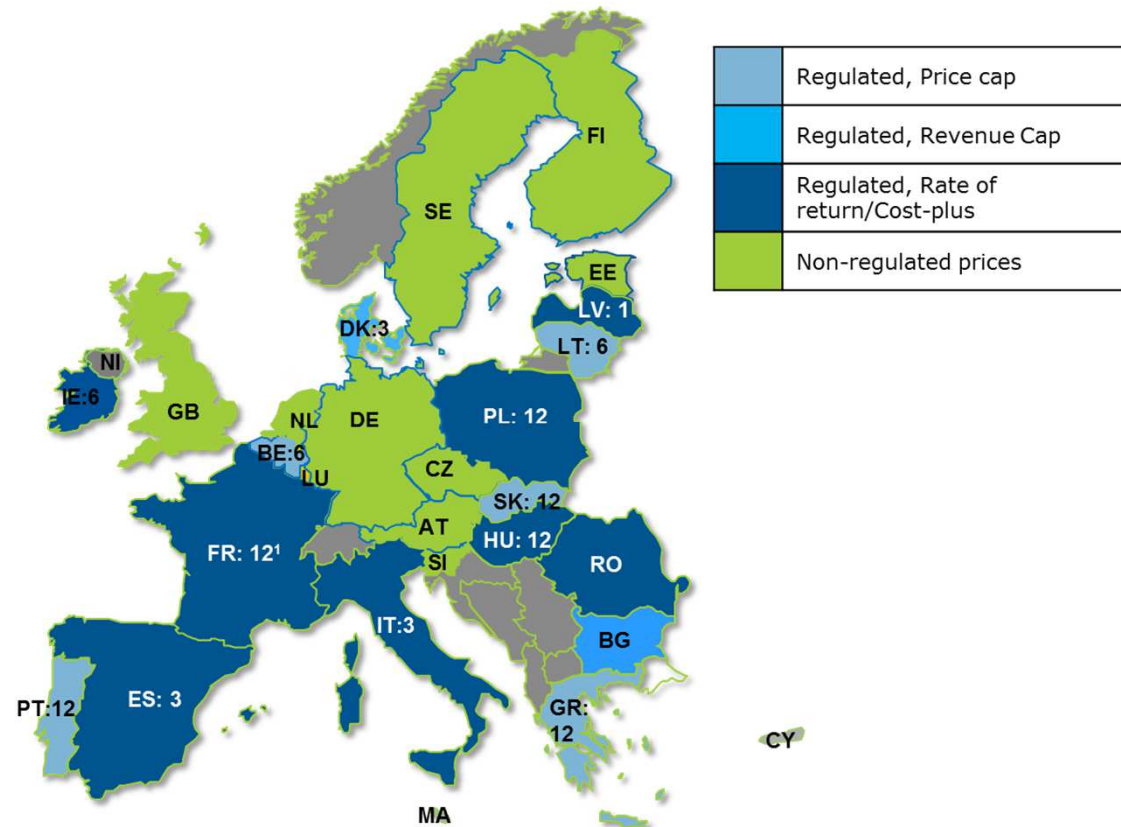 Regulated, Price cap
Regulated, Revenue Cap
Regulated, Rate of
return/Cost-plus
Non-regulated prices
FI
SE
EE
LV: 1
DK:3
LT: 6
NI
IE:6
GB
NL
DE
PL: 12
BE:6
LU
CZ
SK: 12
AT
HU: 12
FR: 12¹
SI
RO
IT:3
BG
ES: 3
PT:12
GR:
12
CY
MA